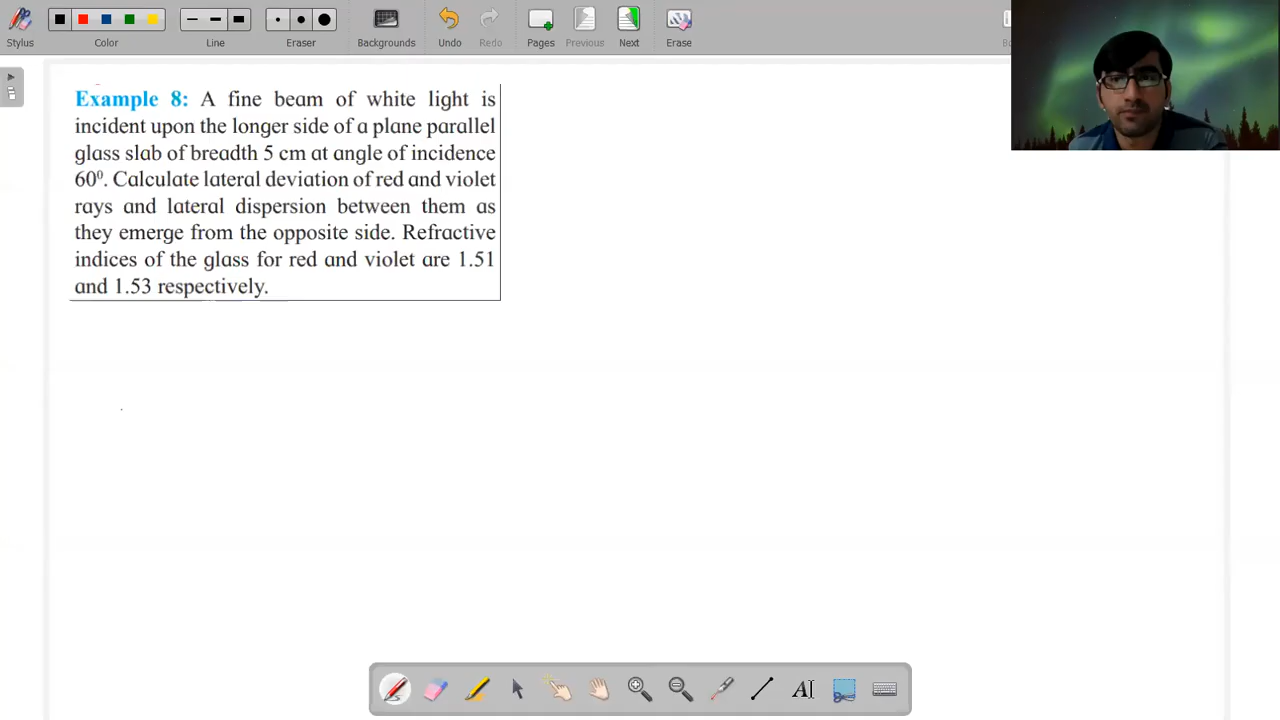 Stylus
Color
Line
Eraser
Backgrounds
Undo
Redo
Pages
Previous
Next
Erase
Example 8: A fine beam of white light is
incident upon the longer side of a plane parallel
glass slab of breadth 5 cm at angle of incidence
60⁰. Calculate lateral deviation of red and violet
rays and lateral dispersion between them as
they emerge from the opposite side. Refractive
indices of the glass for red and violet are 1.51
and 1.53 respectively.